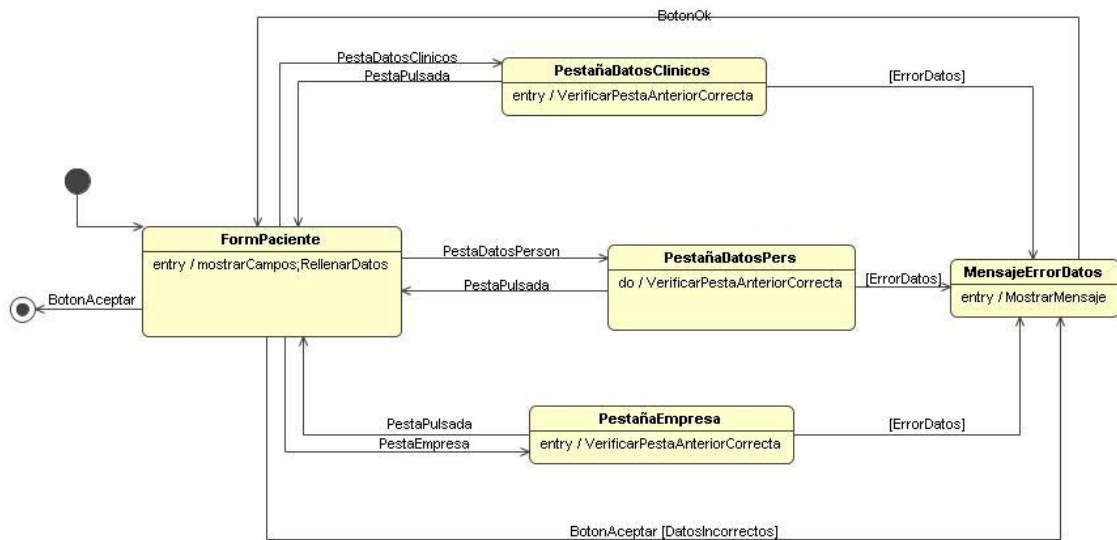 BotonOk
PestaDatosClinicos
PestaPulsada
PestañaDatosClinicos
entry / VerificarPestaAnteriorCorrecta
[ErrorDatos]
FormPaciente
entry / mostrarCampos;RellenarDatos
PestaDatosPerson
PestaPulsada
PestañaDatosPers
do / VerificarPestaAnteriorCorrecta
[ErrorDatos]
MensajeErrorDatos
entry / MostrarMensaje
BotonAceptar
PestaPulsada
PestaEmpresa
PestañaEmpresa
entry / VerificarPestaAnteriorCorrecta
[ErrorDatos]
BotonAceptar [DatosIncorrectos]